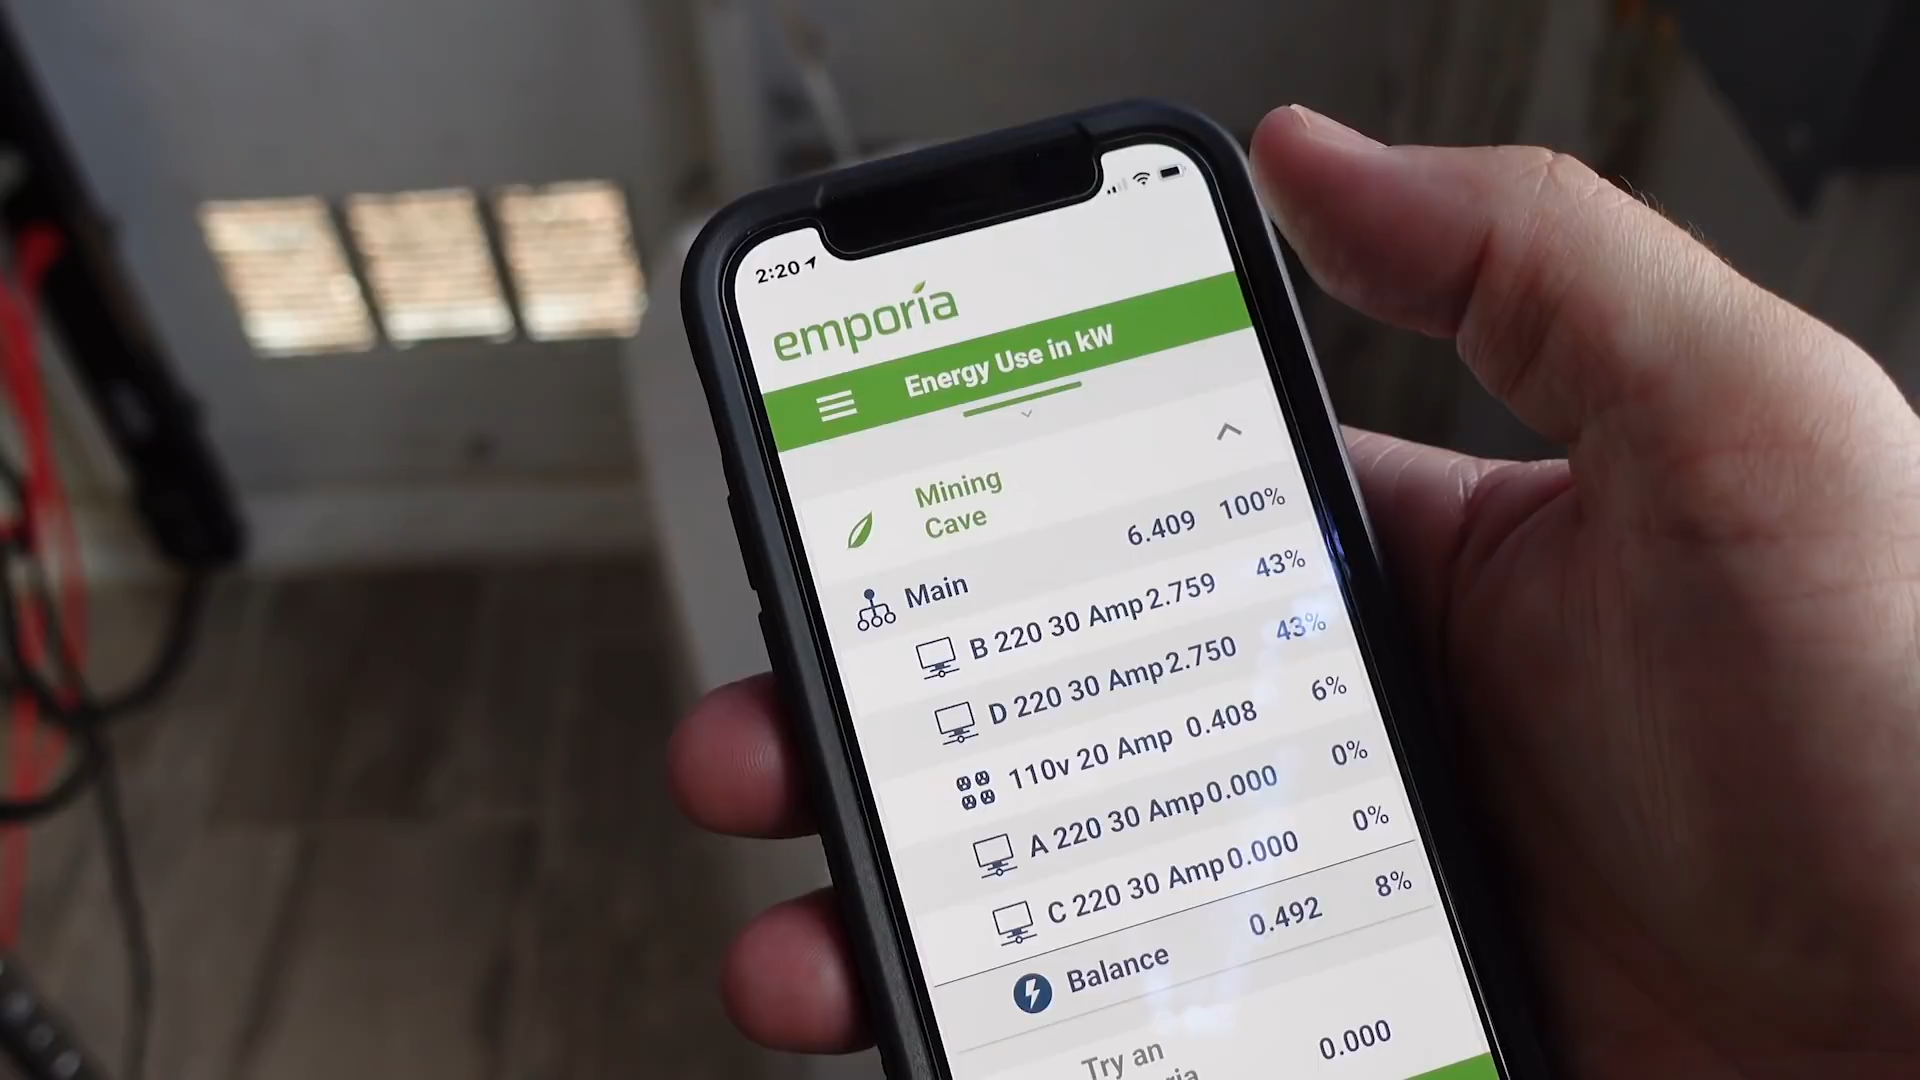 2:20
emporia
Energy Use in kW
Mining
Cave
Main 6.409 100%
B 220 30 Amp 2.759 43%
D 220 30 Amp 2.750 43%
110v 20 Amp 0.408 6%
A 220 30 Amp 0.000 0%
C 220 30 Amp 0.000 0%
Balance 0.492 8%
Try an 0.000